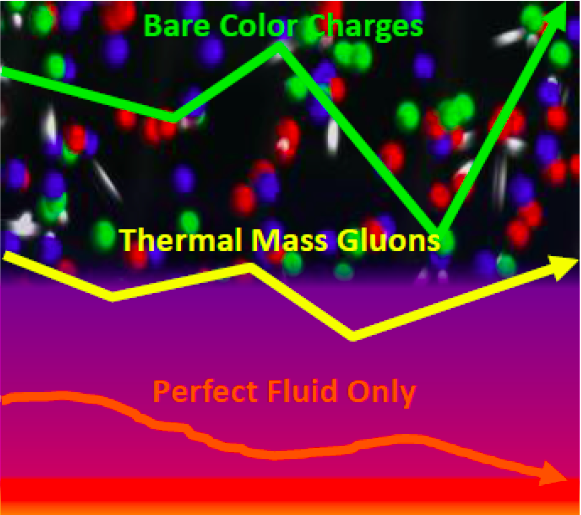 Bare Color Charges
Thermal Mass Gluons
Perfect Fluid Only